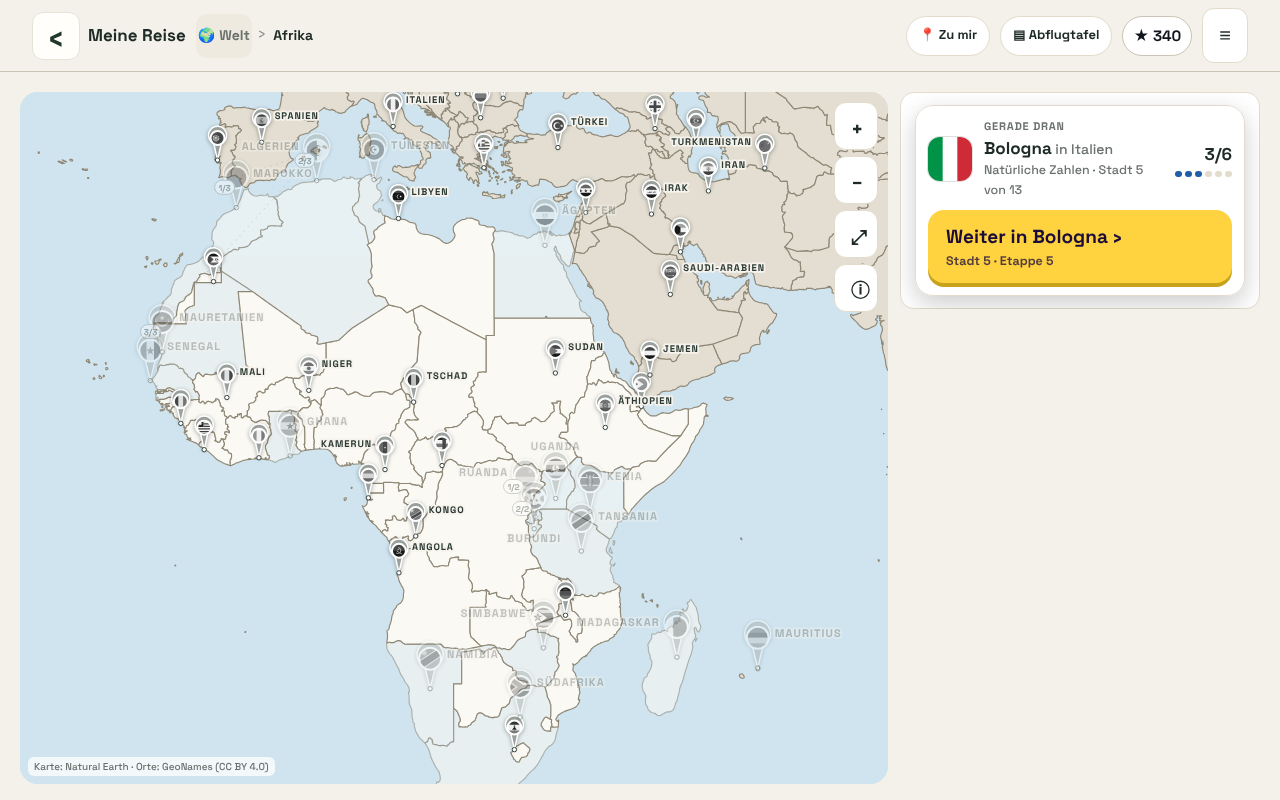 <
Meine Reise
Welt > Afrika
Zu mir
Abflugtafel
★ 340
≡
ITALIEN
SPANIEN
TÜRKEI
ALGERIEN
2/3
TUNESIEN
TURKMENISTAN
MAROKKO
1/3
IRAN
LIBYEN
IRAK
ÄGYPTEN
SAUDI-ARABIEN
MAURETANIEN
3/3
SENEGAL
SUDAN
JEMEN
MALI
NIGER
TSCHAD
ÄTHIOPIEN
GHANA
KAMERUN
UGANDA
RUANDA
1/2
KENIA
2/2
KONGO
TANSANIA
BURUNDI
ANGOLA
SIMBABWE
MADAGASKAR
MAURITIUS
NAMIBIA
SÜDAFRIKA
+
−
Karte: Natural Earth · Orte: GeoNames (CC BY 4.0)
GERADE DRAN
Bologna in Italien
3/6
Natürliche Zahlen · Stadt 5
von 13
Weiter in Bologna >
Stadt 5 · Etappe 5